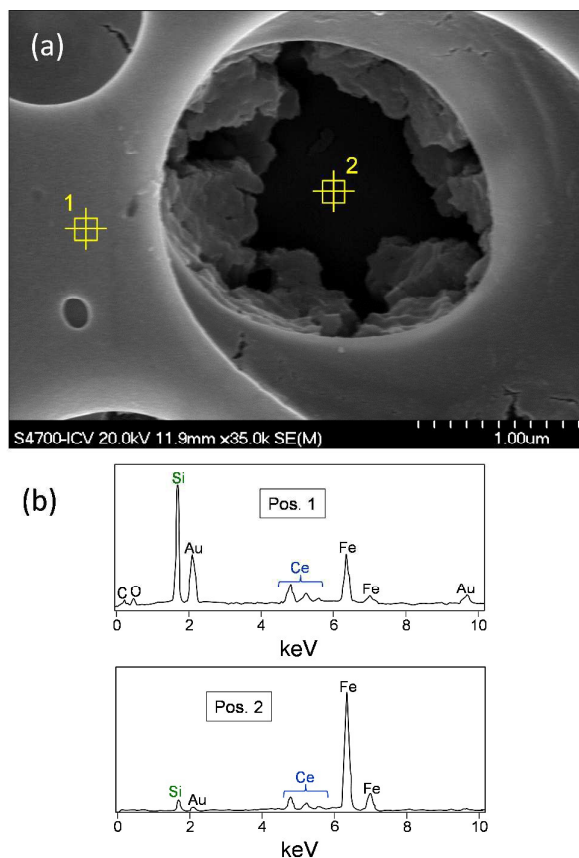 (a)
1
2
S4700-ICV 20.0kV 11.9mm x35.0k SE(M)
1.00um
(b)
Si
Pos. 1
Au
Ce
Fe
Fe
Au
C
O
0 2 4 6 8 10
keV
Pos. 2
Fe
Si
Au
Ce
Fe
0 2 4 6 8 10
keV